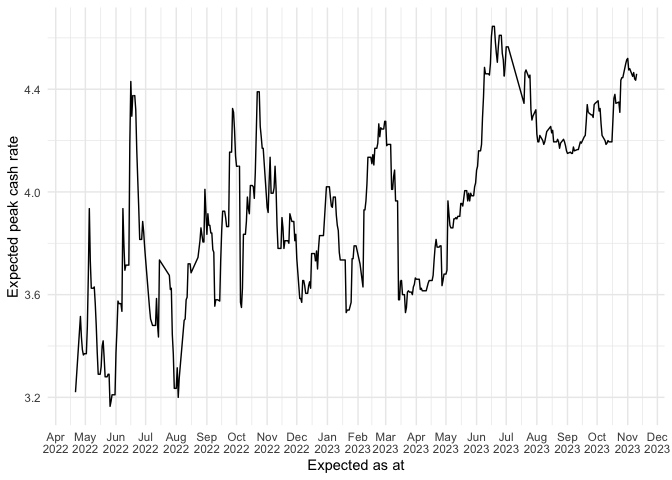 Expected peak cash rate
4.4
4.0
3.6
3.2
Apr May Jun Jul Aug Sep Oct Nov Dec Jan Feb Mar Apr May Jun Jul Aug Sep Oct Nov Dec
2022 2022 2022 2022 2022 2022 2022 2022 2022 2023 2023 2023 2023 2023 2023 2023 2023 2023 2023 2023 2023
Expected as at